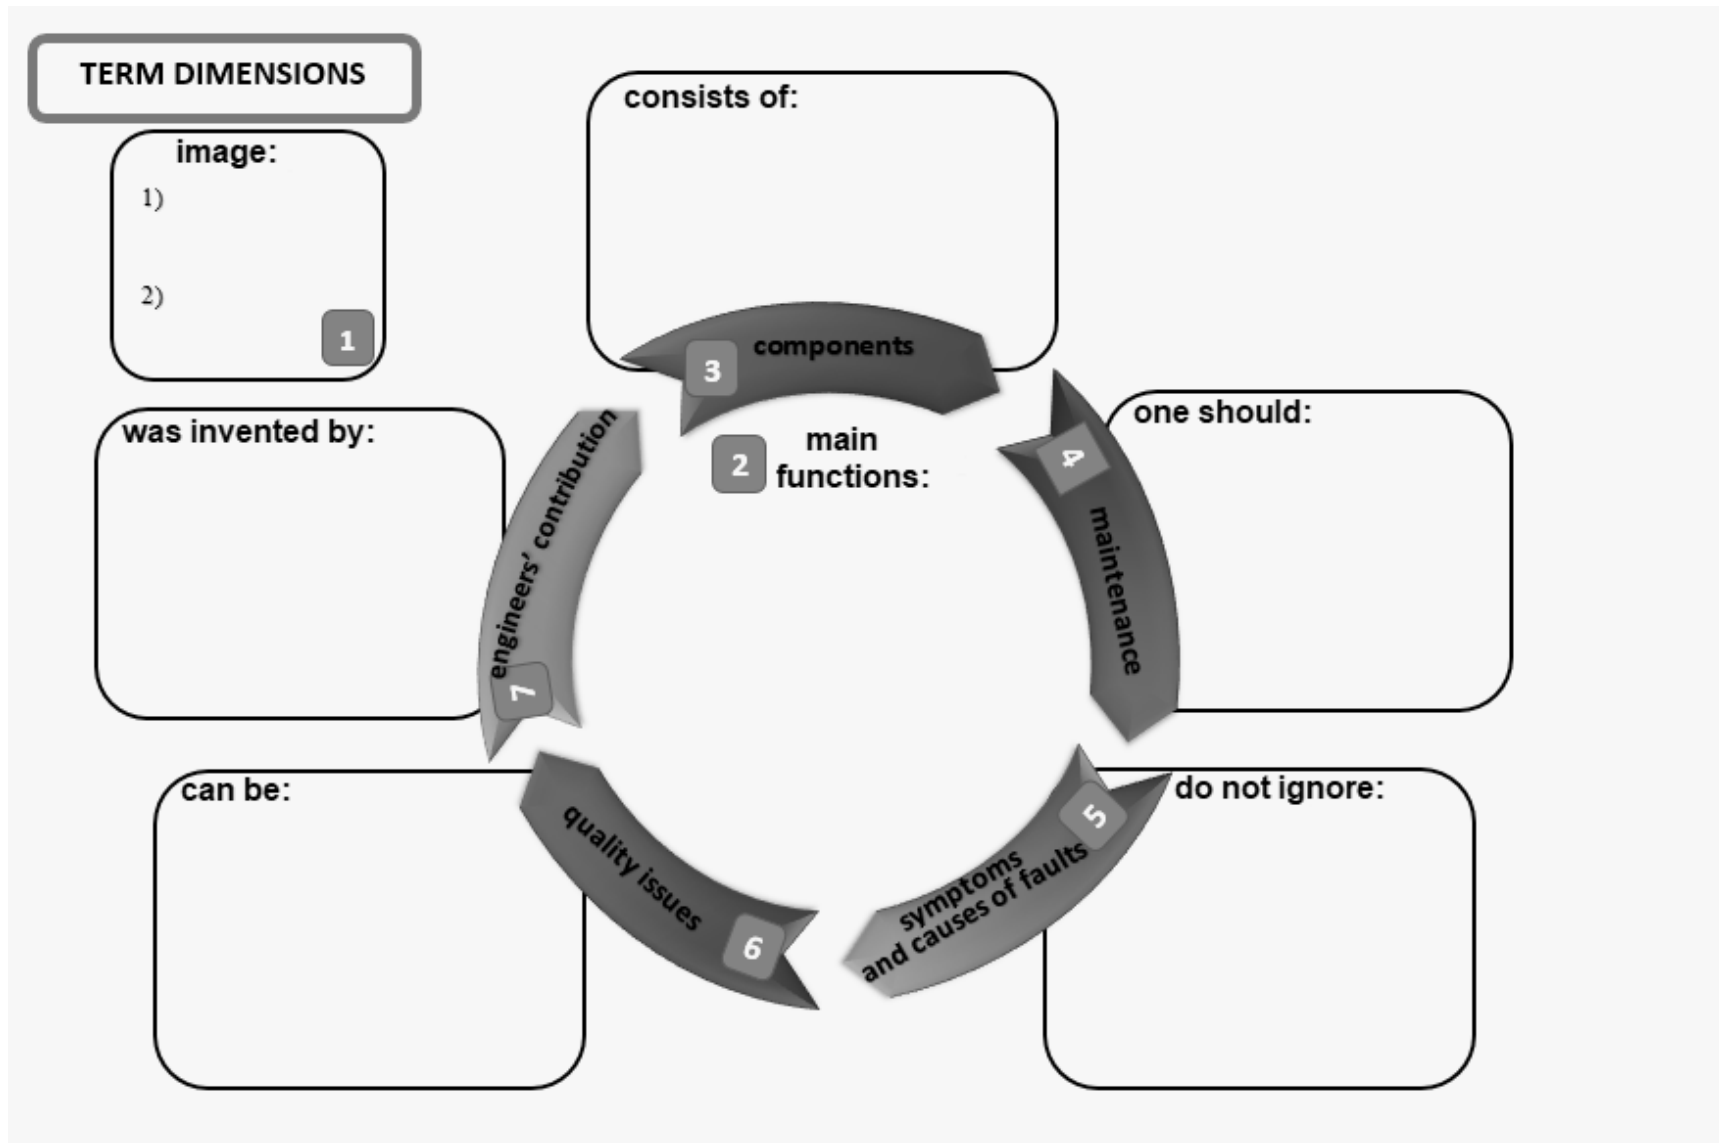 TERM DIMENSIONS
image:
1)
2)
1
consists of:
3
components
2
main
functions:
one should:
4
maintenance
do not ignore:
5
symptoms
and causes of faults
can be:
quality issues
6
was invented by:
engineers’ contribution
7